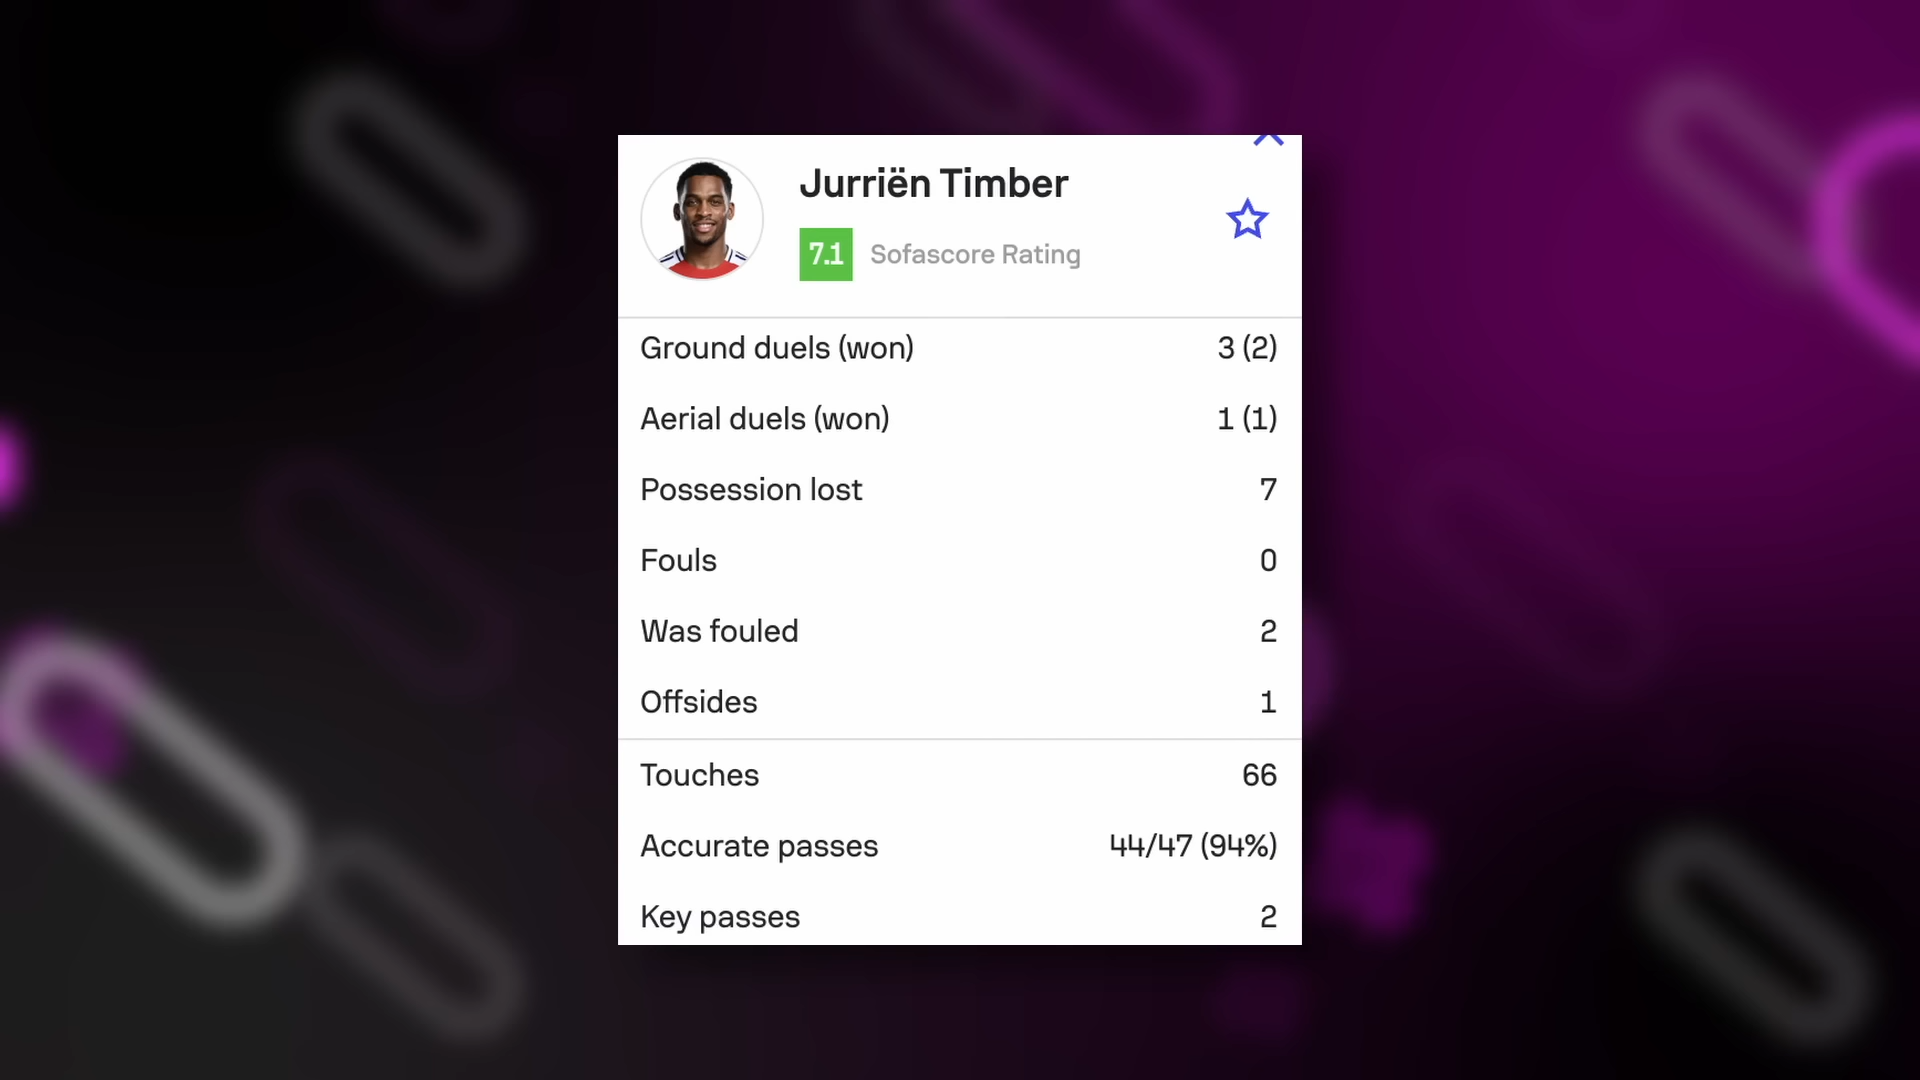 Jurriën Timber
7.1 Sofascore Rating
Ground duels (won) 3 (2)
Aerial duels (won) 1 (1)
Possession lost 7
Fouls 0
Was fouled 2
Offsides 1
Touches 66
Accurate passes 44/47 (94%)
Key passes 2